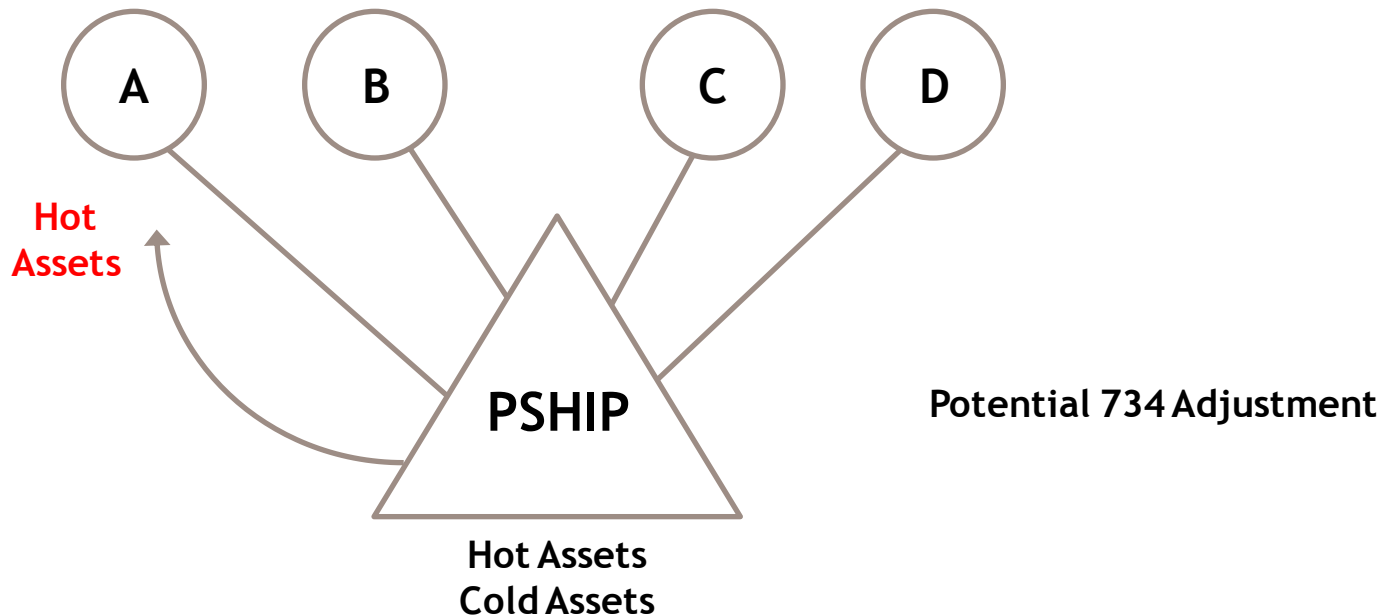 A
B
C
D
Hot
Assets
PSHIP
Potential 734 Adjustment
Hot Assets
Cold Assets